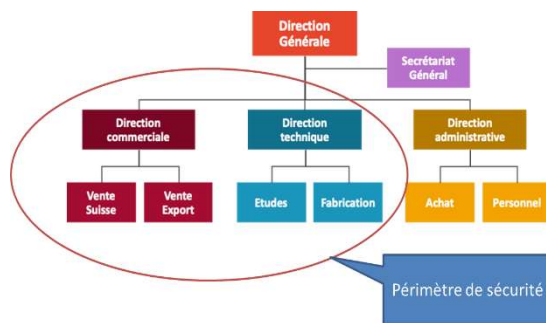 Direction
Générale
Secrétariat
Général
Direction
commerciale
Direction
technique
Direction
administrative
Vente
Suisse
Vente
Export
Etudes
Fabrication
Achat
Personnel
Périmètre de sécurité